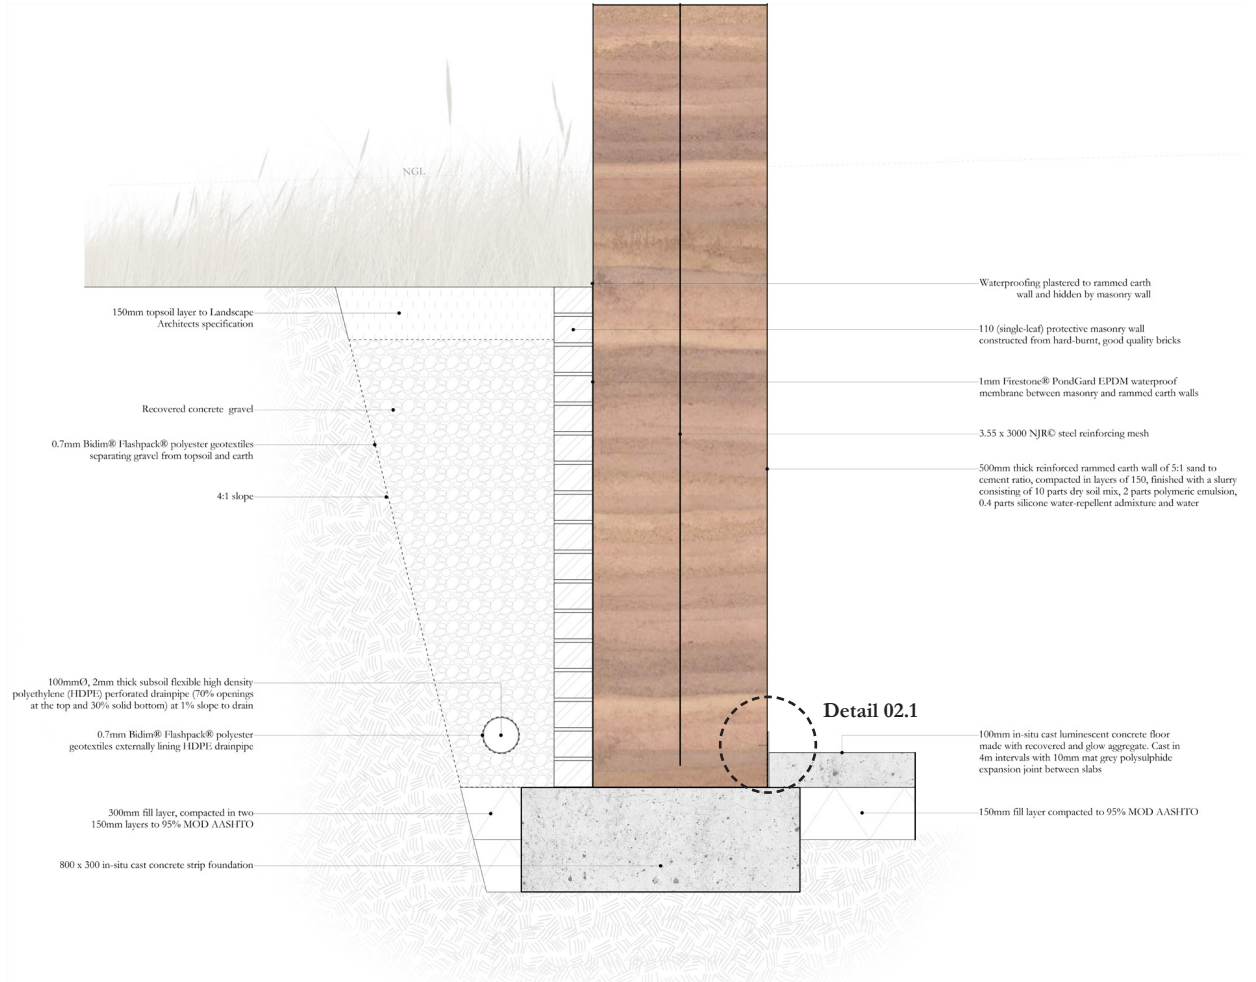 NGL
150mm topsoil layer to Landscape
Architects specification
Recovered concrete gravel
0.7mm Bidim® Flashpack® polyester geotextiles
separating gravel from topsoil and earth
4:1 slope
100mmØ, 2mm thick subsoil flexible high density
polyethylene (HDPE) perforated drainpipe (70% openings
at the top and 30% solid bottom) at 1% slope to drain
0.7mm Bidim® Flashpack® polyester
geotextiles externally lining HDPE drainpipe
300mm fill layer, compacted in two
150mm layers to 95% MOD AASHTO
800 x 300 in-situ cast concrete strip foundation
Waterproofing plastered to rammed earth
wall and hidden by masonry wall
110 (single-leaf) protective masonry wall
constructed from hard-burnt, good quality bricks
1mm Firestone® PondGard EPDM waterproof
membrane between masonry and rammed earth walls
3.55 x 3000 NJR© steel reinforcing mesh
500mm thick reinforced rammed earth wall of 5:1 sand to
cement ratio, compacted in layers of 150, finished with a slurry
consisting of 10 parts dry soil mix, 2 parts polymeric emulsion,
0.4 parts silicone water-repellent admixture and water
Detail 02.1
100mm in-situ cast luminescent concrete floor
made with recovered and glow aggregate. Cast in
4m intervals with 10mm mat grey polysulphide
expansion joint between slabs
150mm fill layer compacted to 95% MOD AASHTO